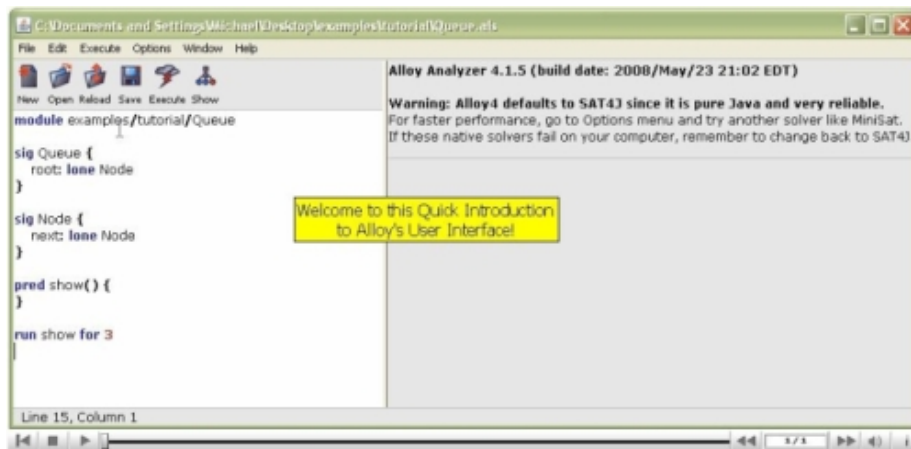 C:\Documents and Settings\Michael\Desktop\examples\tutorial\Queue.als
File Edit Execute Options Window Help
New Open Reload Save Execute Show
module examples/tutorial/Queue
sig Queue {
root: lone Node
}
sig Node {
next: lone Node
}
pred show() {
}
run show for 3
Line 15, Column 1
Alloy Analyzer 4.1.5 (build date: 2008/May/23 21:02 EDT)
Warning: Alloy4 defaults to SAT4J since it is pure Java and very reliable.
For faster performance, go to Options menu and try another solver like MiniSat.
If these native solvers fail on your computer, remember to change back to SAT4J
Welcome to this Quick Introduction
to Alloy's User Interface!
1/1